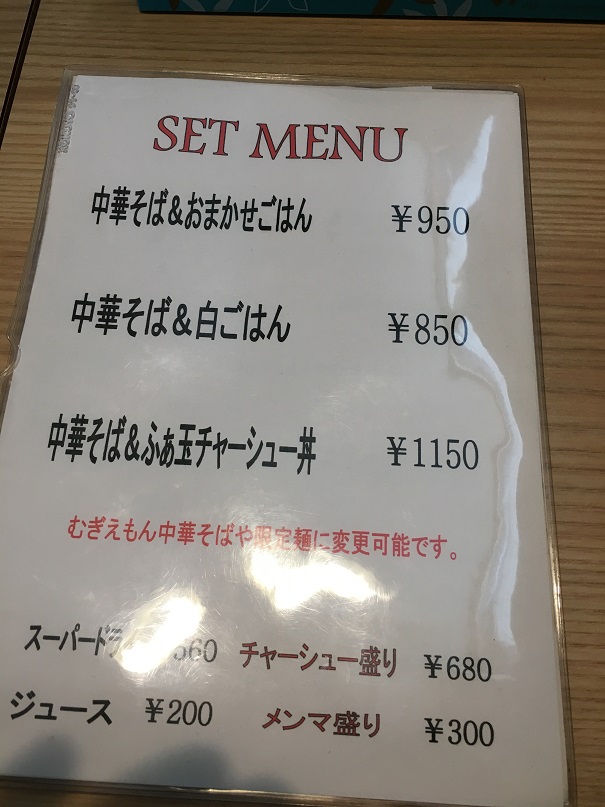 SET MENU
中華そば&おまかせごはん ¥950
中華そば&白ごはん ¥850
中華そば&ふぁ玉チャーシュー丼 ¥1150
むぎえもん中華そばや限定麺に変更可能です。
チャーシュー盛り ¥680
ジュース ¥200 メンマ盛り ¥300